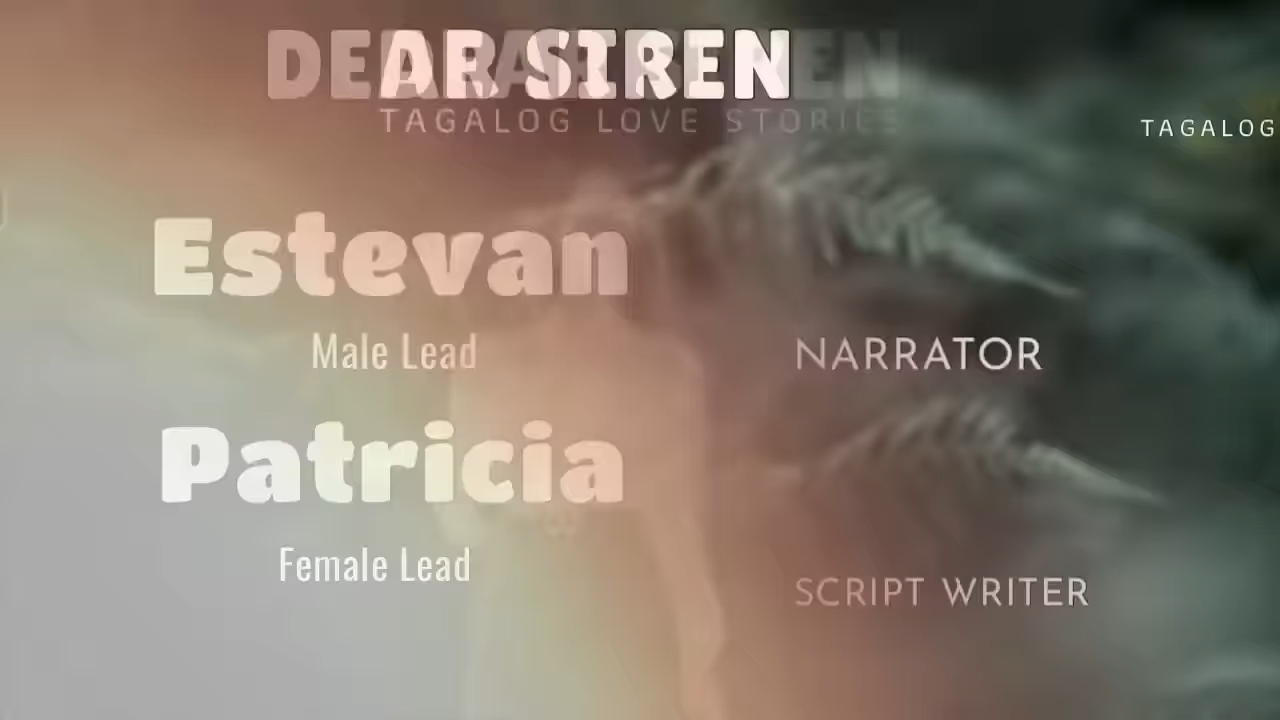 DEAR SIREN
TAGALOG LOVE STORIES
TAGALOG
Estevan
Male Lead
NARRATOR
Patricia
Female Lead
SCRIPT WRITER